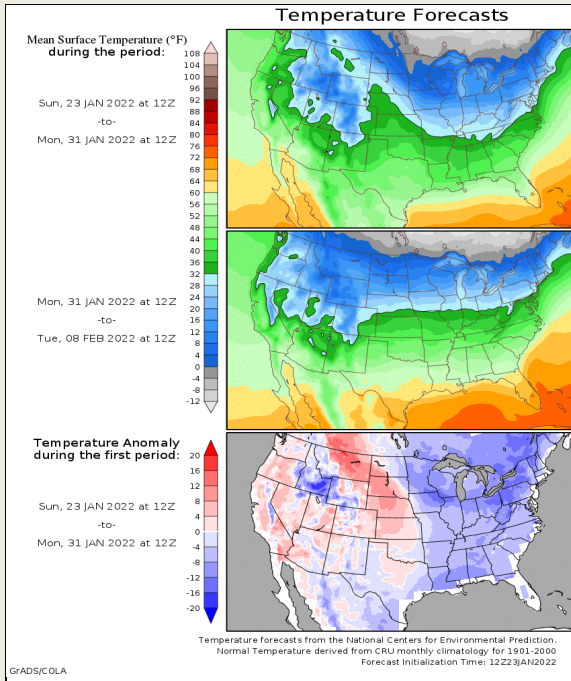 Temperature Forecasts
Mean Surface Temperature (°F)
during the period:
Sun, 23 JAN 2022 at 12Z
-to-
Mon, 31 JAN 2022 at 12Z
108
104
100
96
92
88
84
80
76
72
68
64
60
56
52
48
44
40
36
32
28
24
20
16
12
8
4
0
-4
-8
-12
Mon, 31 JAN 2022 at 12Z
-to-
Tue, 08 FEB 2022 at 12Z
Temperature Anomaly
during the first period:
Sun, 23 JAN 2022 at 12Z
-to-
Mon, 31 JAN 2022 at 12Z
20
16
12
8
4
0
-4
-8
-12
-16
-20
Temperature forecasts from the National Centers for Environmental Prediction.
Normal Temperature derived from CRU monthly climatology for 1901-2000
Forecast Initialization Time: 12Z23JAN2022
GrADS/COLA